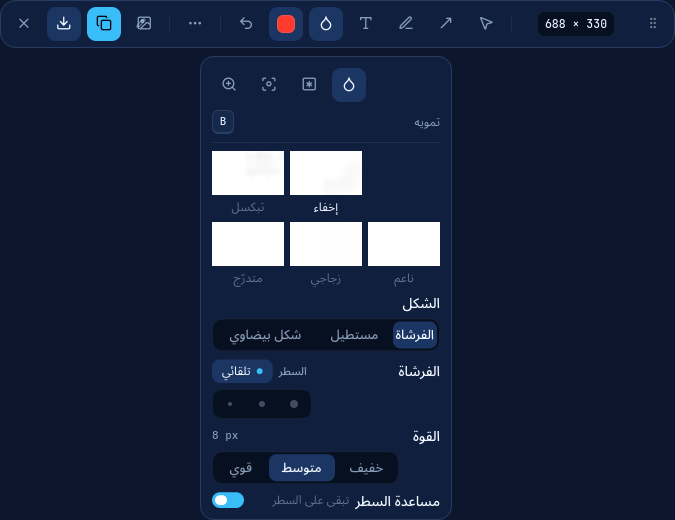 688 × 330
تمويه B
إخفاء تبكسل
ناعم زجاجي متدرّج
الشكل
الفرشاة مستطيل شكل بيضاوي
الفرشاة السطر تلقائي
القوة 8 px
خفيف متوسط قوي
مساعدة السطر تبقى على السطر